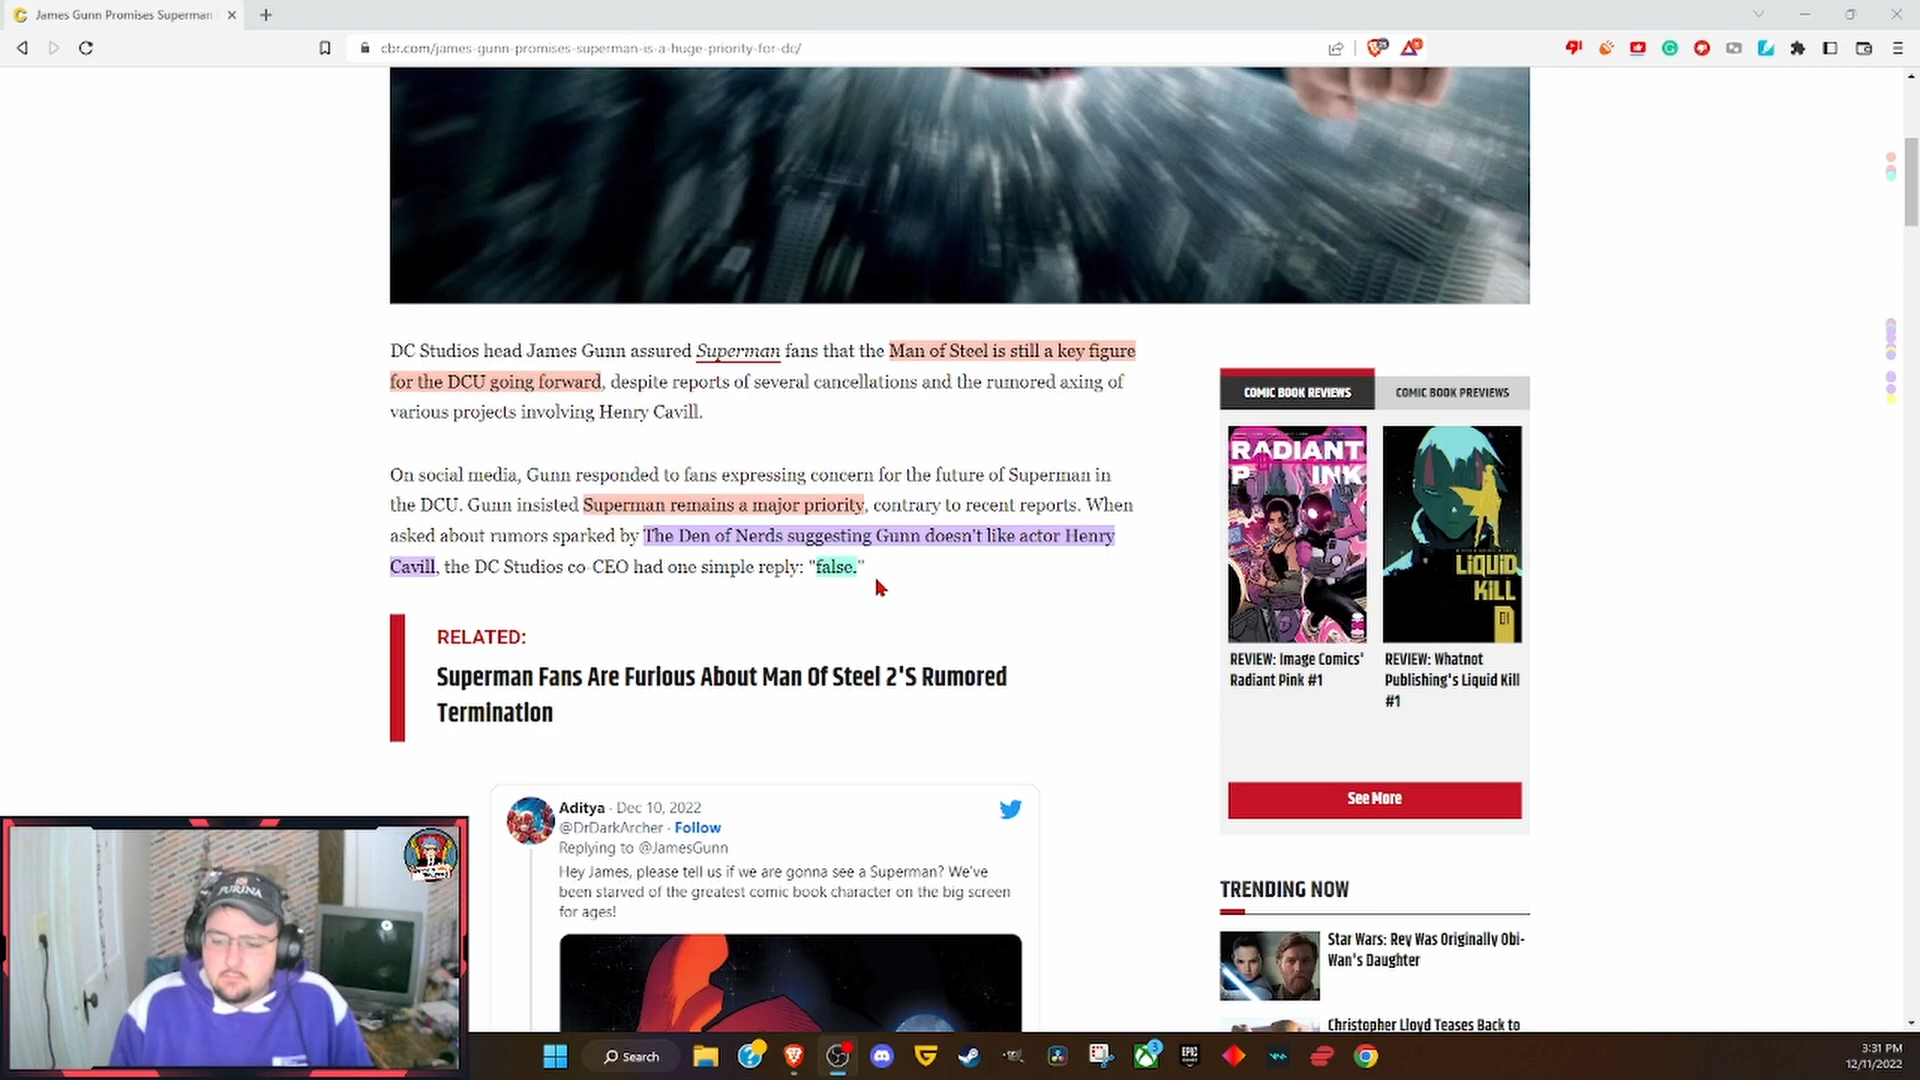 James Gunn Promises Superman
cbr.com/james-gunn-promises-superman-is-a-huge-priority-for-dc/
DC Studios head James Gunn assured Superman fans that the Man of Steel is still a key figure
for the DCU going forward, despite reports of several cancellations and the rumored axing of
various projects involving Henry Cavill.
On social media, Gunn responded to fans expressing concern for the future of Superman in
the DCU. Gunn insisted Superman remains a major priority, contrary to recent reports. When
asked about rumors sparked by The Den of Nerds suggesting Gunn doesn't like actor Henry
Cavill, the DC Studios co-CEO had one simple reply: "false."
RELATED:
Superman Fans Are Furious About Man Of Steel 2'S Rumored
Termination
Aditya · Dec 10, 2022
@DrDarkArcher · Follow
Replying to @JamesGunn
Hey James, please tell us if we are gonna see a Superman? We've
been starved of the greatest comic book character on the big screen
for ages!
COMIC BOOK REVIEWS
COMIC BOOK PREVIEWS
RADIANT
P INK
LIQUID
KILL
01
REVIEW: Image Comics'
Radiant Pink #1
REVIEW: Whatnot
Publishing's Liquid Kill
#1
See More
TRENDING NOW
Star Wars: Rey Was Originally Obi-
Wan's Daughter
Christopher Lloyd Teases Back to
PURINA
Search
EPIC
3
3:31 PM
12/11/2022